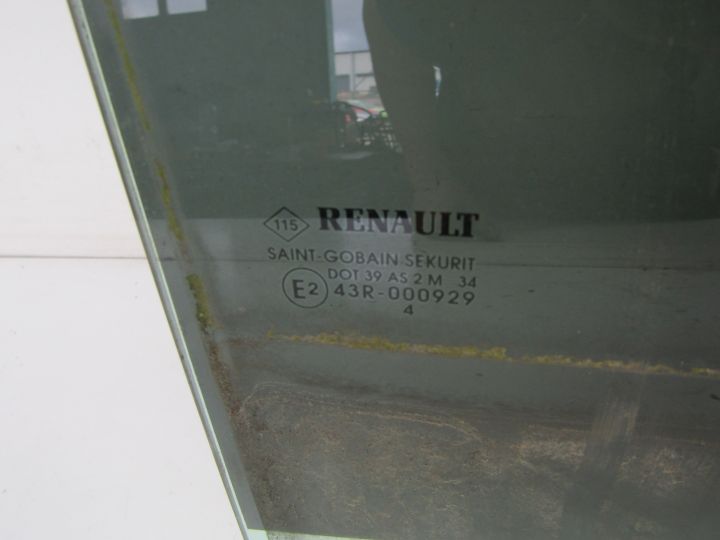 115 RENAULT
SAINT-GOBAIN SEKURIT
DOT 39 AS 2 M 34
E2 43R-000929
4